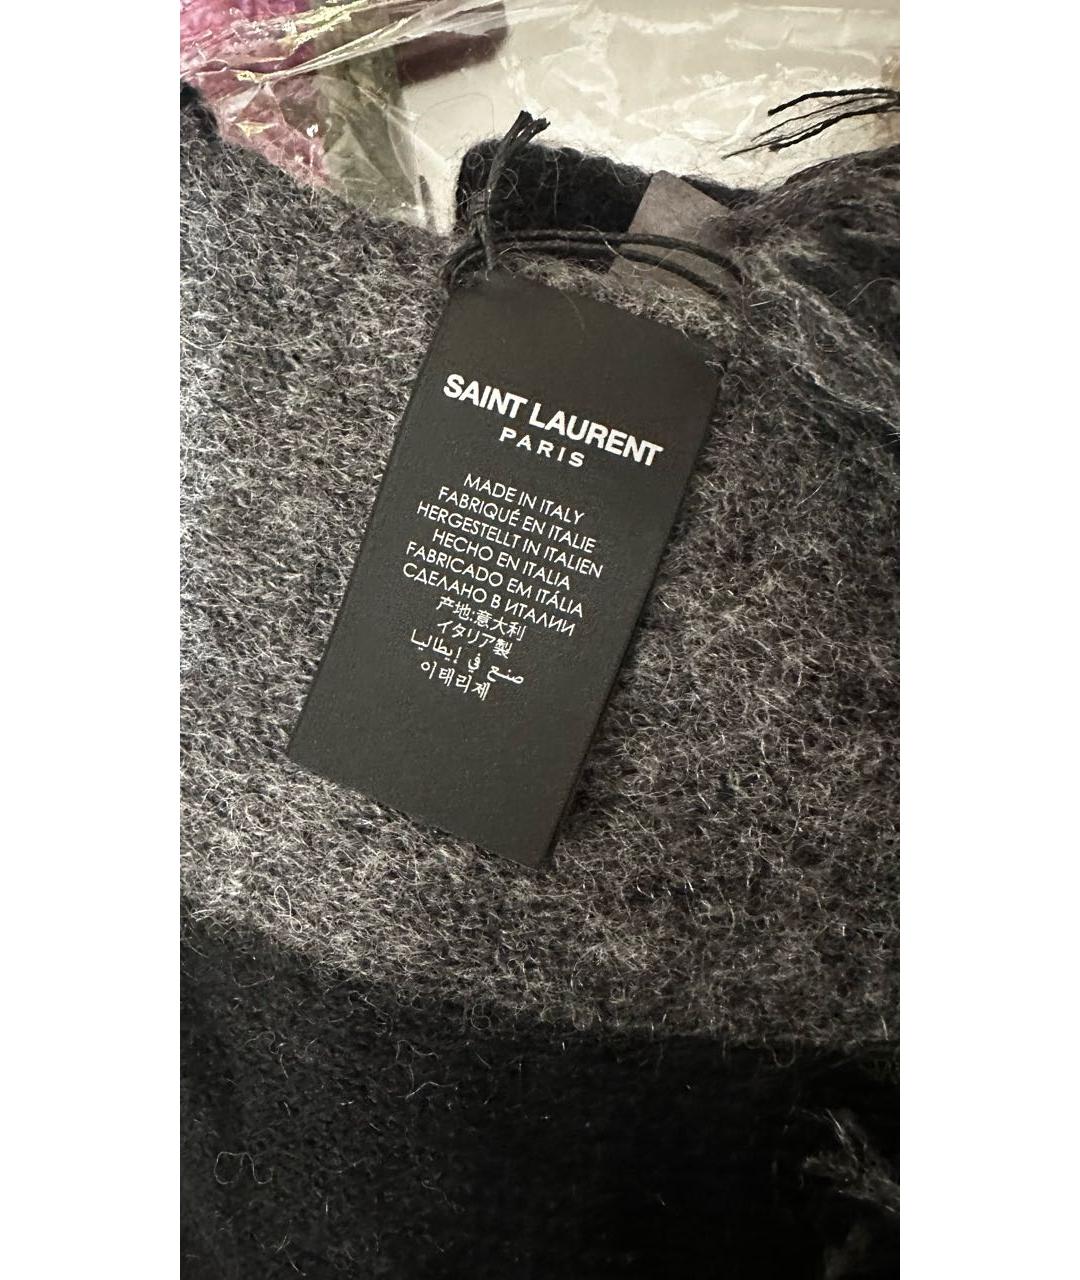 SAINT LAURENT
PARIS
MADE IN ITALY
FABRIQUÉ EN ITALIE
HERGESTELLT IN ITALIEN
HECHO EN ITALIA
FABRICADO EM ITÁLIA
СДЕЛАНО В ИТАЛИИ
产地:意大利
イタリア製
صنع في إيطاليا
이태리제